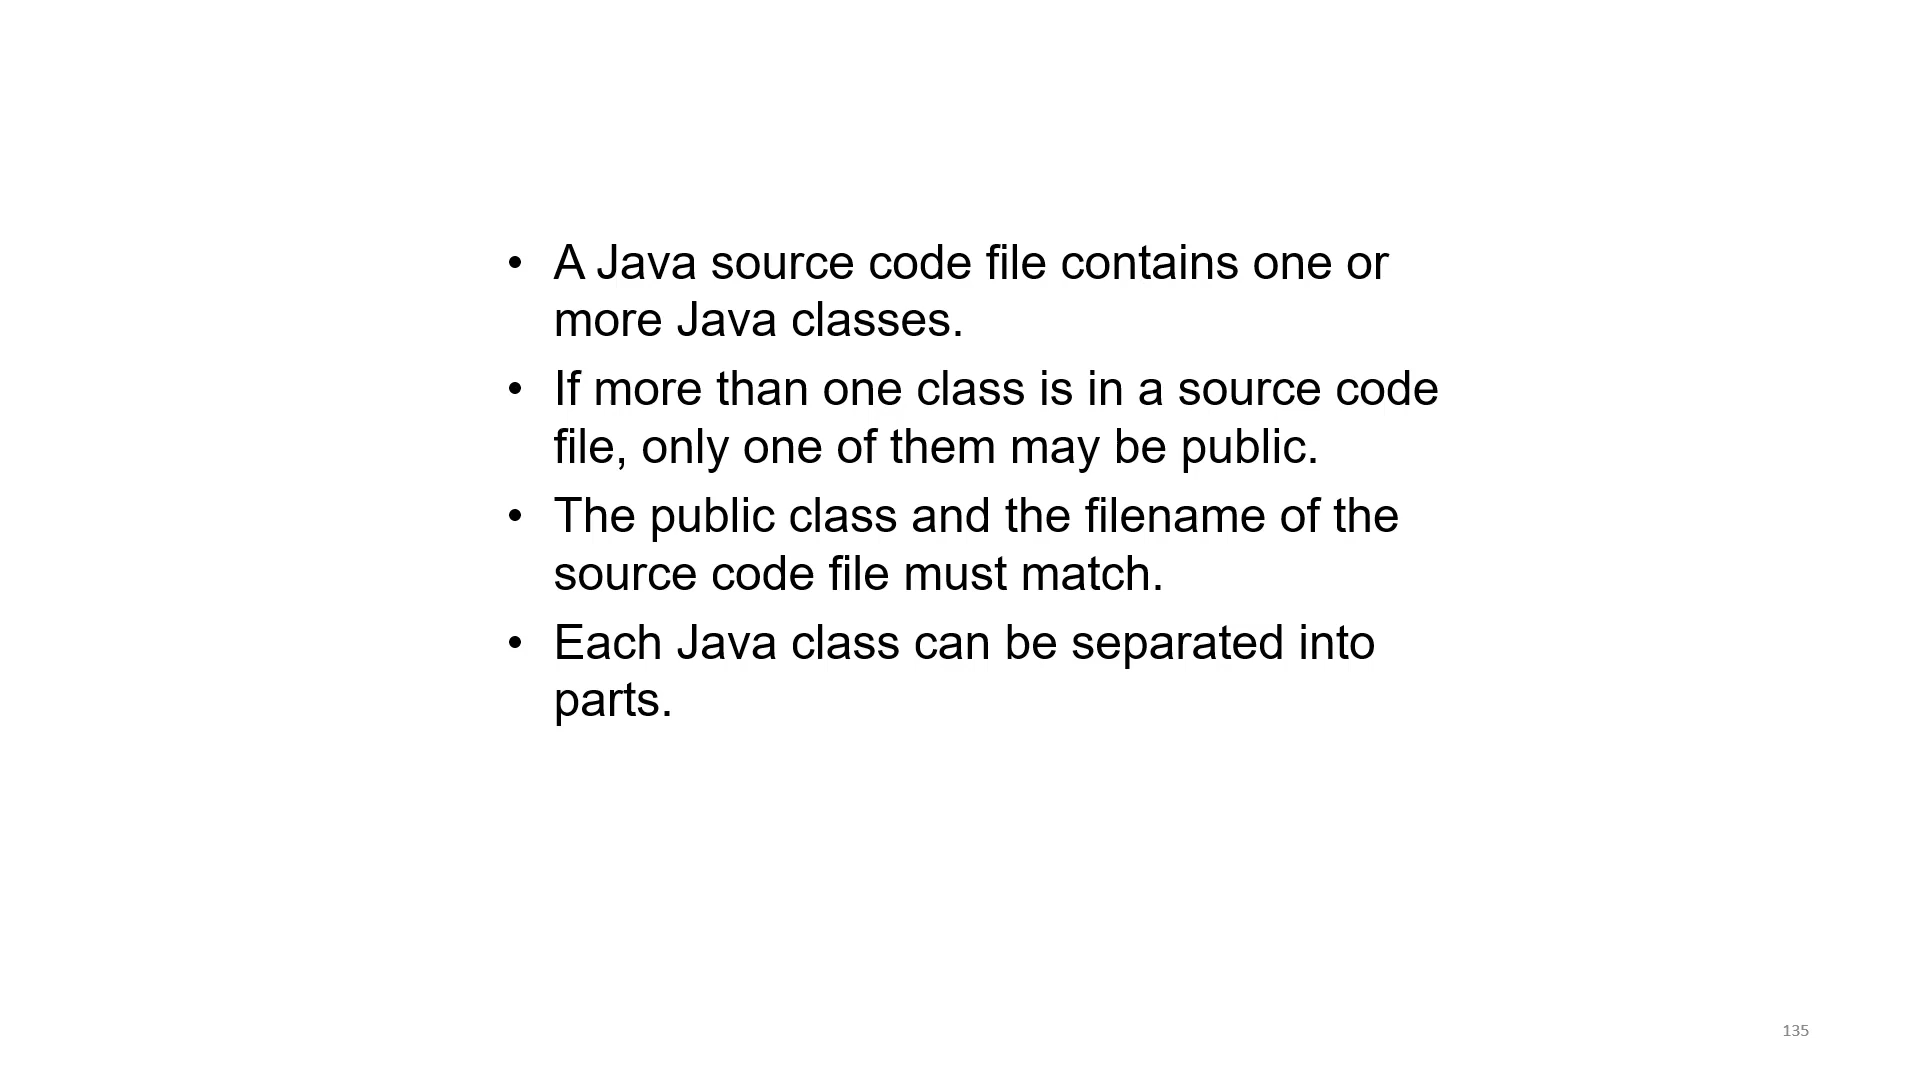 • A Java source code file contains one or
more Java classes.
• If more than one class is in a source code
file, only one of them may be public.
• The public class and the filename of the
source code file must match.
• Each Java class can be separated into
parts.
135